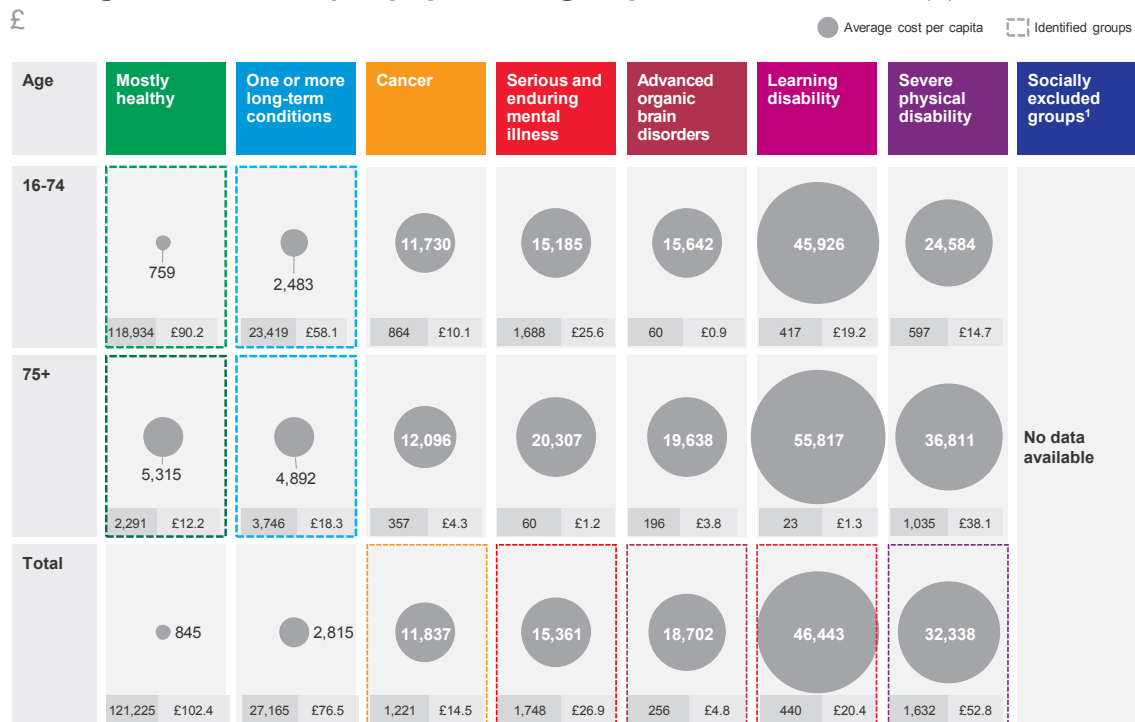 £
Average cost per capita
Identified groups
Age
Mostly
healthy
One or more
long-term
conditions
Cancer
Serious and
enduring
mental
illness
Advanced
organic
brain
disorders
Learning
disability
Severe
physical
disability
Socially
excluded
groups1
16-74
759
2,483
11,730
15,185
15,642
45,926
24,584
118,934 £90.2
23,419 £58.1
864 £10.1
1,688 £25.6
60 £0.9
417 £19.2
597 £14.7
75+
5,315
4,892
12,096
20,307
19,638
55,817
36,811
No data
available
2,291 £12.2
3,746 £18.3
357 £4.3
60 £1.2
196 £3.8
23 £1.3
1,035 £38.1
Total
845
2,815
11,837
15,361
18,702
46,443
32,338
121,225 £102.4
27,165 £76.5
1,221 £14.5
1,748 £26.9
256 £4.8
440 £20.4
1,632 £52.8